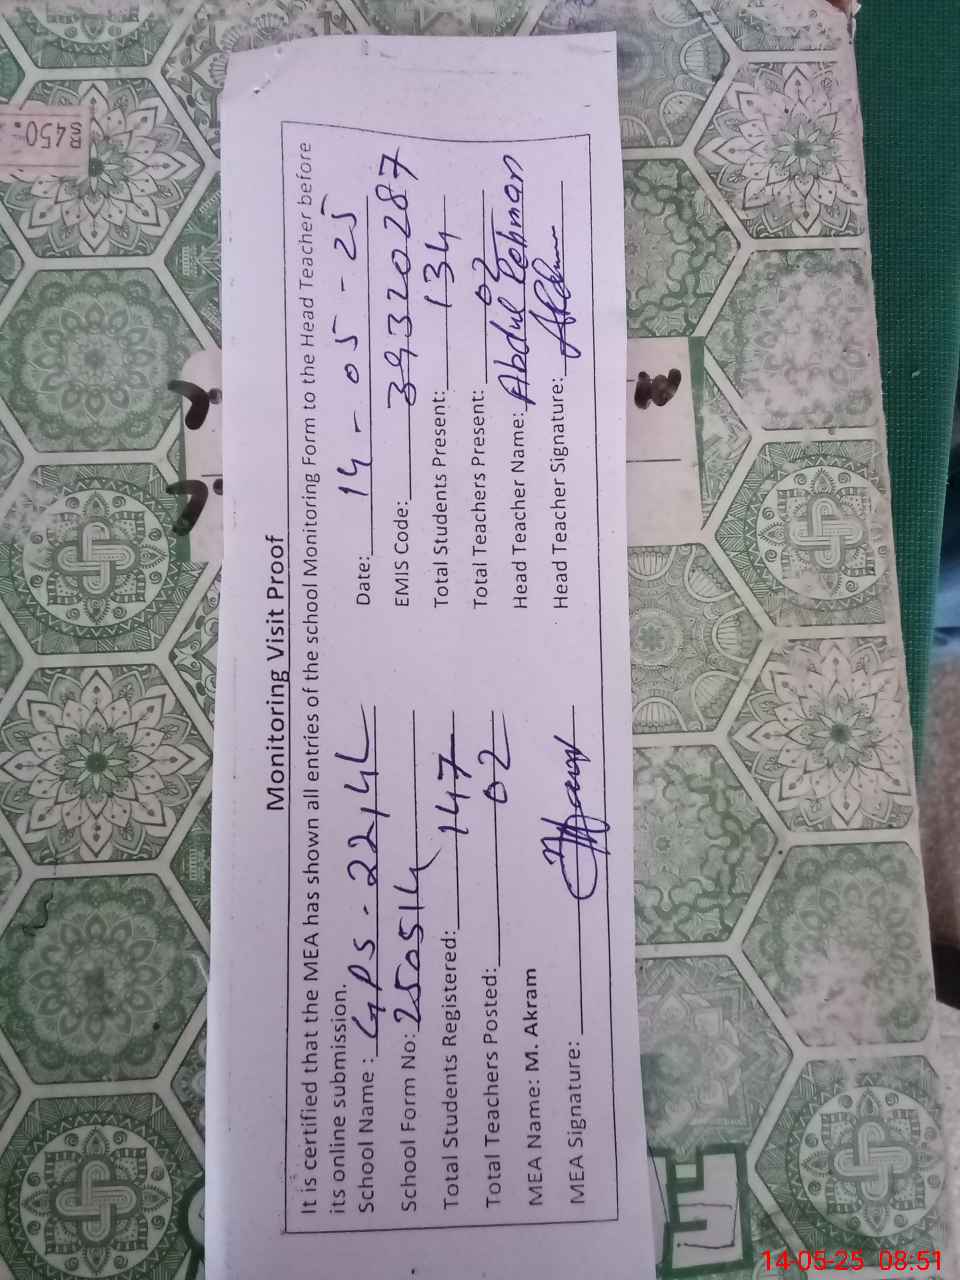 Monitoring Visit Proof
It is certified that the MEA has shown all entries of the school Monitoring Form to the Head Teacher before
its online submission.
School Name : GPS - 22/4L Date: 14 - 05 - 25
School Form No: 250514 EMIS Code: 39320287
Total Students Registered: 147 Total Students Present: 134
Total Teachers Posted: 02 Total Teachers Present: 02
MEA Name: M. Akram Head Teacher Name: Abdul Rehman
MEA Signature: Head Teacher Signature:
450
14-05-25 08:51